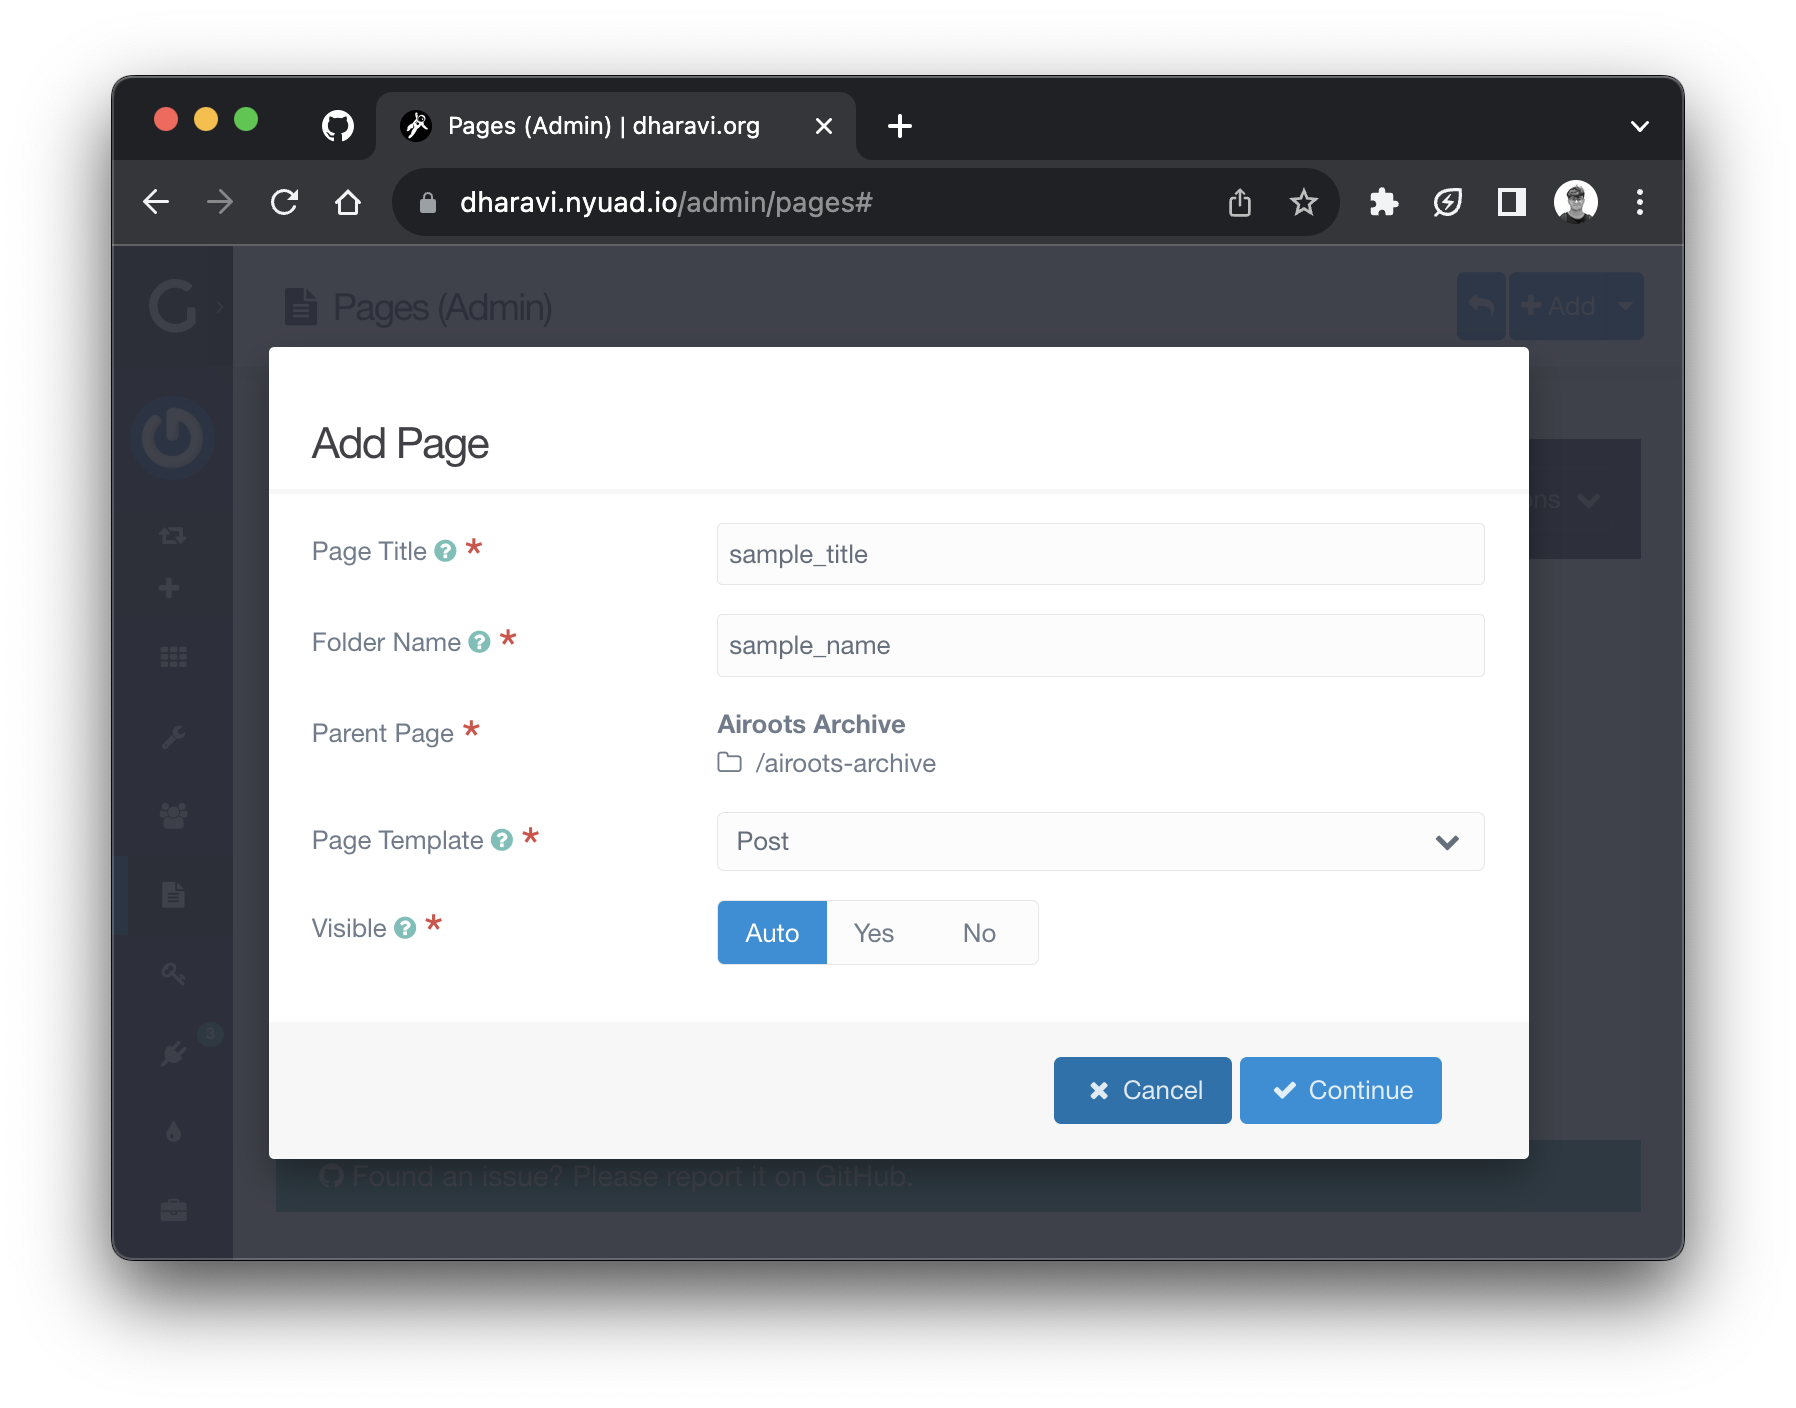 Pages (Admin) | dharavi.org
dharavi.nyuad.io/admin/pages#
Pages (Admin)
Add
Add Page
Page Title ? *
sample_title
Folder Name ? *
sample_name
Parent Page *
Airoots Archive
/airoots-archive
Page Template ? *
Post
Visible ? *
Auto Yes No
3
Cancel Continue
Found an issue? Please report it on GitHub.